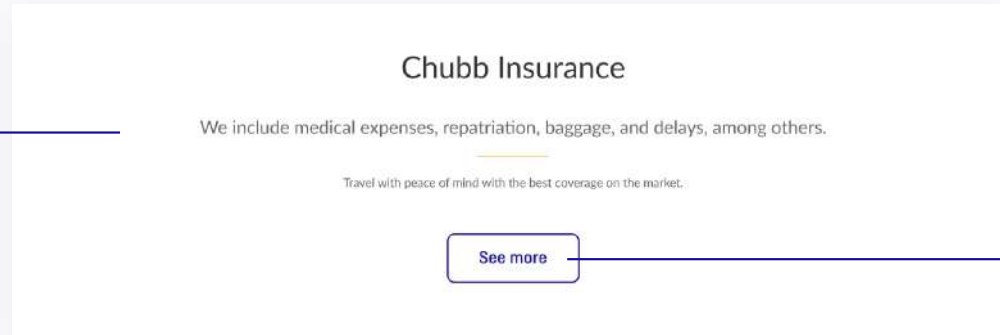 Chubb Insurance
We include medical expenses, repatriation, baggage, and delays, among others.
Travel with peace of mind with the best coverage on the market.
See more